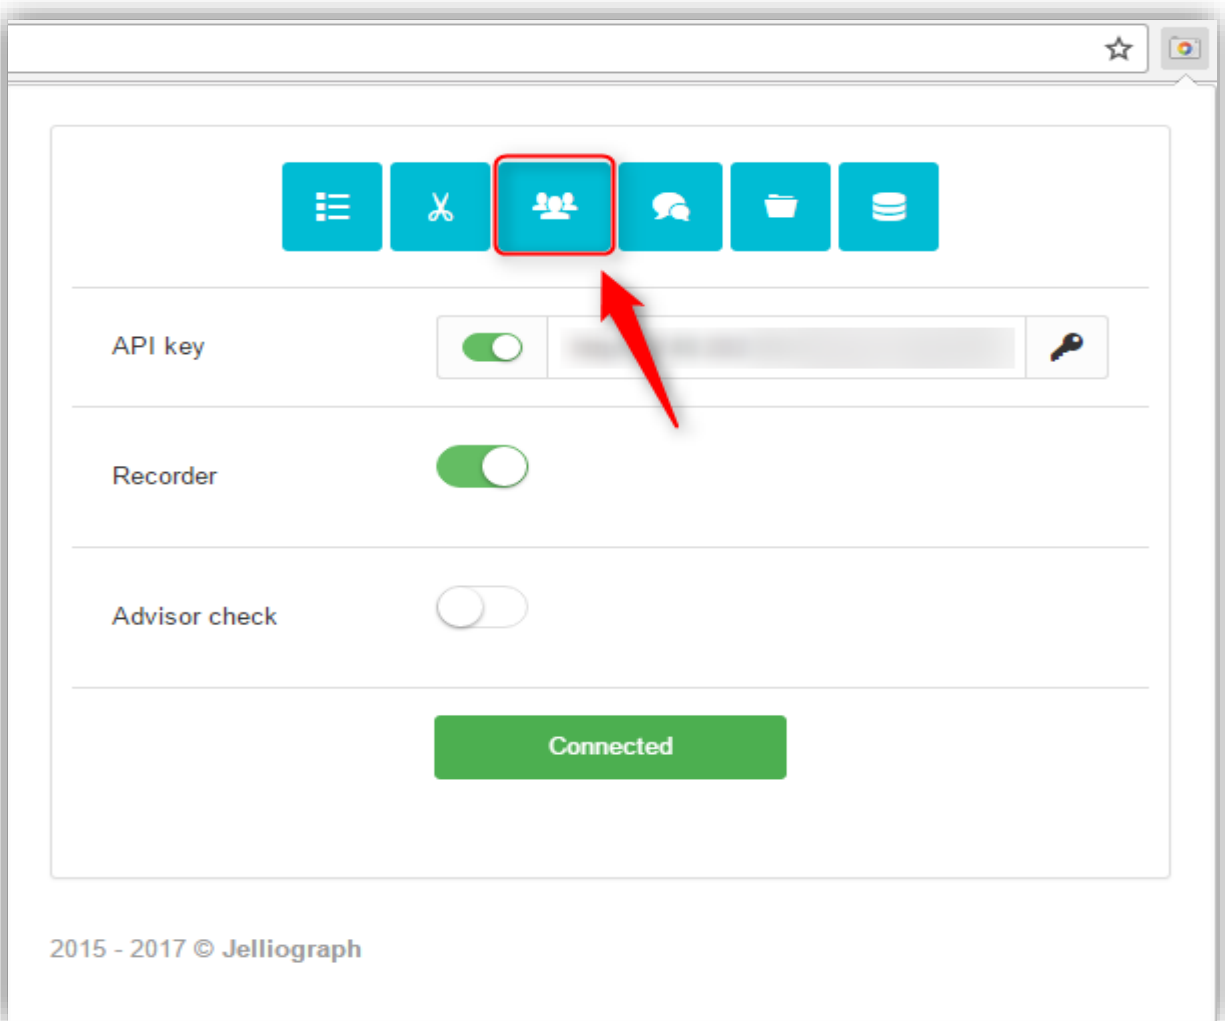 API key
Recorder
Advisor check
Connected
2015 - 2017 © Jelliograph